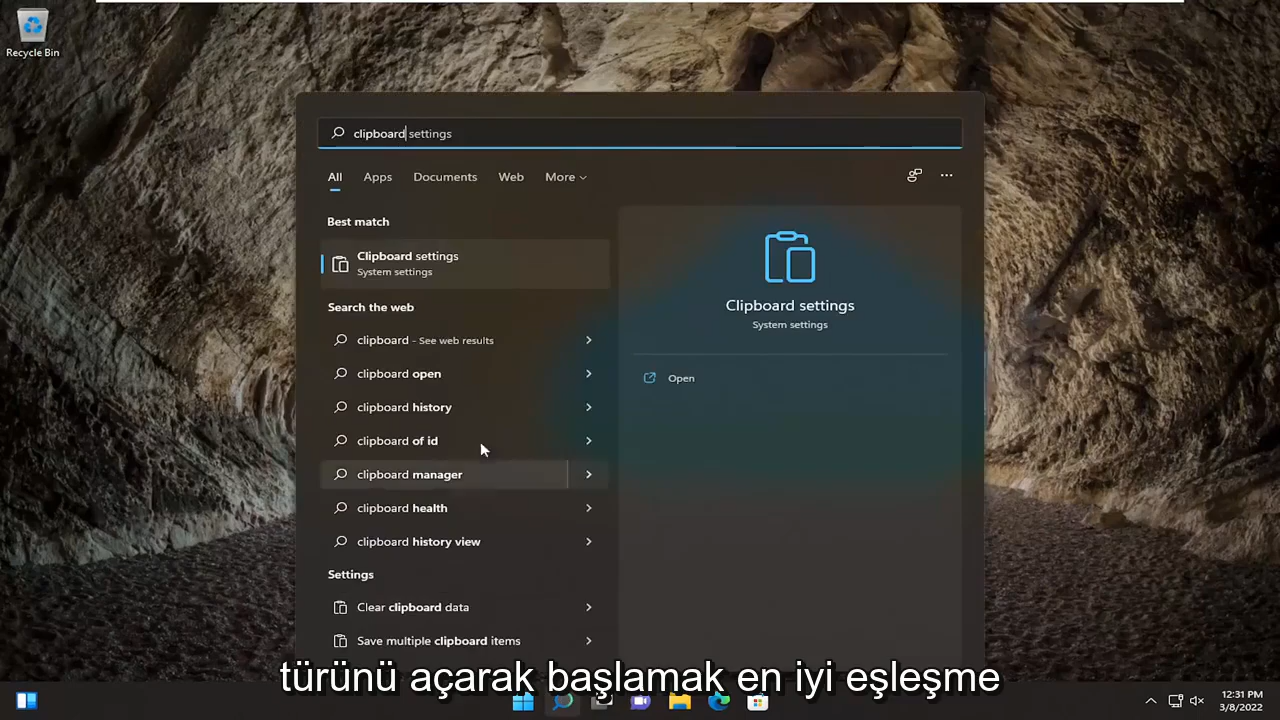 Recycle Bin
clipboard settings
All Apps Documents Web More
Best match
Clipboard settings
System settings
Search the web
clipboard - See web results
clipboard open
clipboard history
clipboard of id
clipboard manager
clipboard health
clipboard history view
Settings
Clear clipboard data
Save multiple clipboard items
Clipboard settings
System settings
Open
türünü açarak başlamak en iyi eşleşme
12:31 PM
3/8/2022